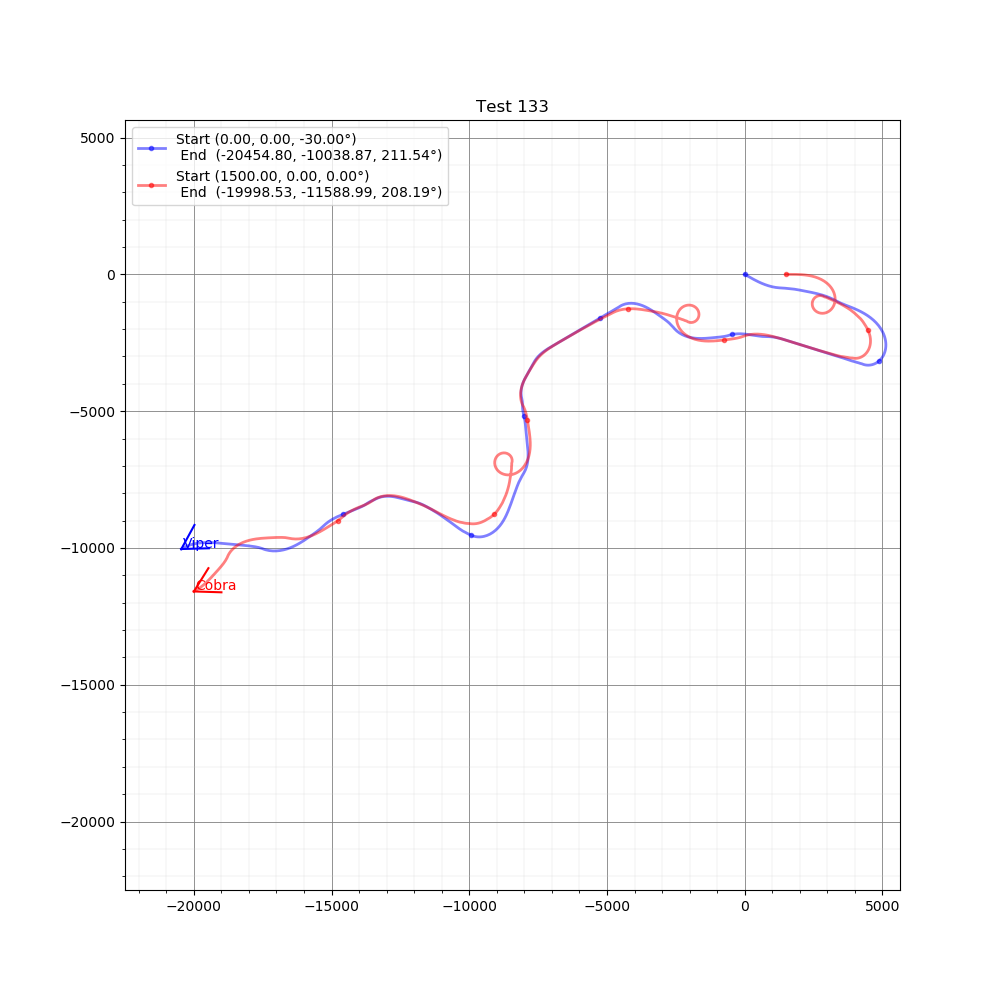 Test 133
Start (0.00, 0.00, -30.00°)
End  (-20454.80, -10038.87, 211.54°)
Start (1500.00, 0.00, 0.00°)
End  (-19998.53, -11588.99, 208.19°)
5000
0
−5000
−10000
−15000
−20000
Viper
Cobra
−20000 −15000 −10000 −5000 0 5000